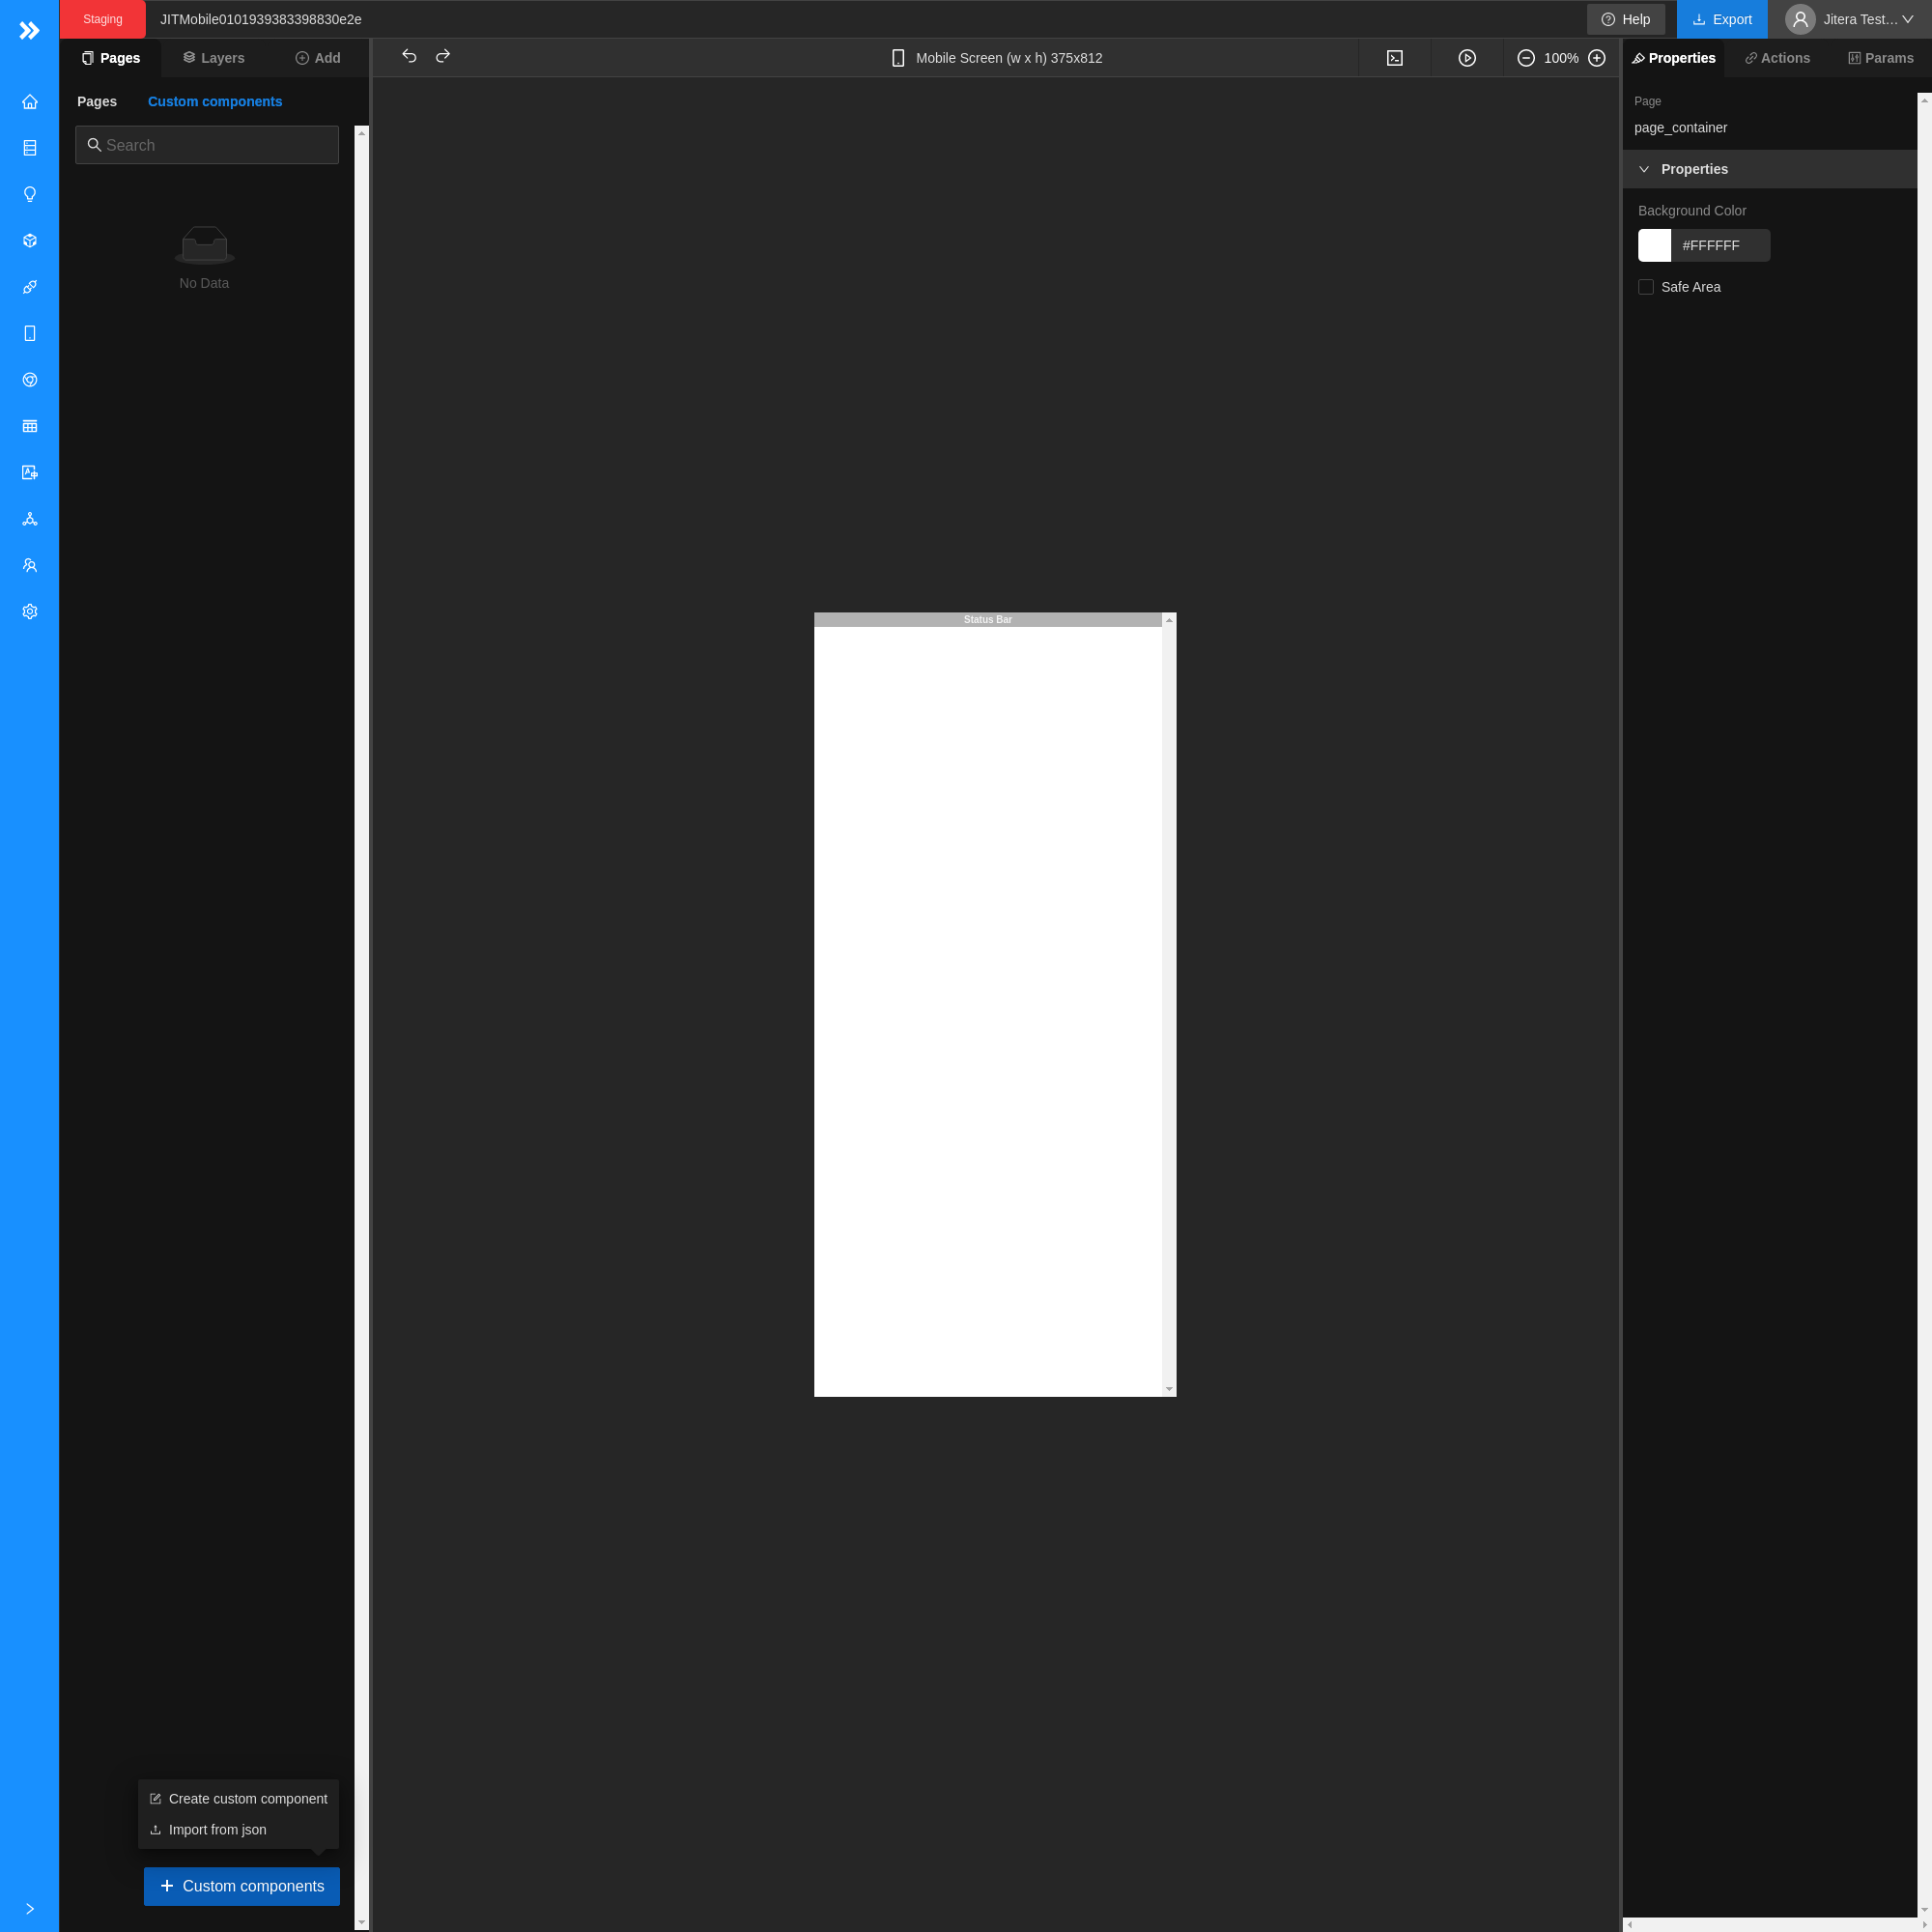 Staging
JITMobile0101939383398830e2e
Help
Export
Jitera Test...
Pages
Layers
Add
Mobile Screen (w x h) 375x812
100%
Properties
Actions
Params
Pages
Custom components
Search
No Data
Page
page_container
Properties
Background Color
#FFFFFF
Safe Area
Status Bar
Create custom component
Import from json
Custom components